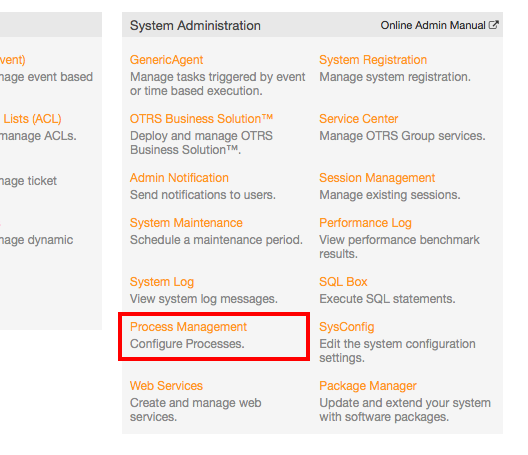 System Administration
Online Admin Manual
vent)
nage event based
Lists (ACL)
manage ACLs.
nage ticket
nage dynamic
GenericAgent
Manage tasks triggered by event
or time based execution.
System Registration
Manage system registration.
OTRS Business Solution™
Deploy and manage OTRS
Business Solution™.
Service Center
Manage OTRS Group services.
Admin Notification
Send notifications to users.
Session Management
Manage existing sessions.
System Maintenance
Schedule a maintenance period.
Performance Log
View performance benchmark
results.
System Log
View system log messages.
SQL Box
Execute SQL statements.
Process Management
Configure Processes.
SysConfig
Edit the system configuration
settings.
Web Services
Create and manage web
services.
Package Manager
Update and extend your system
with software packages.